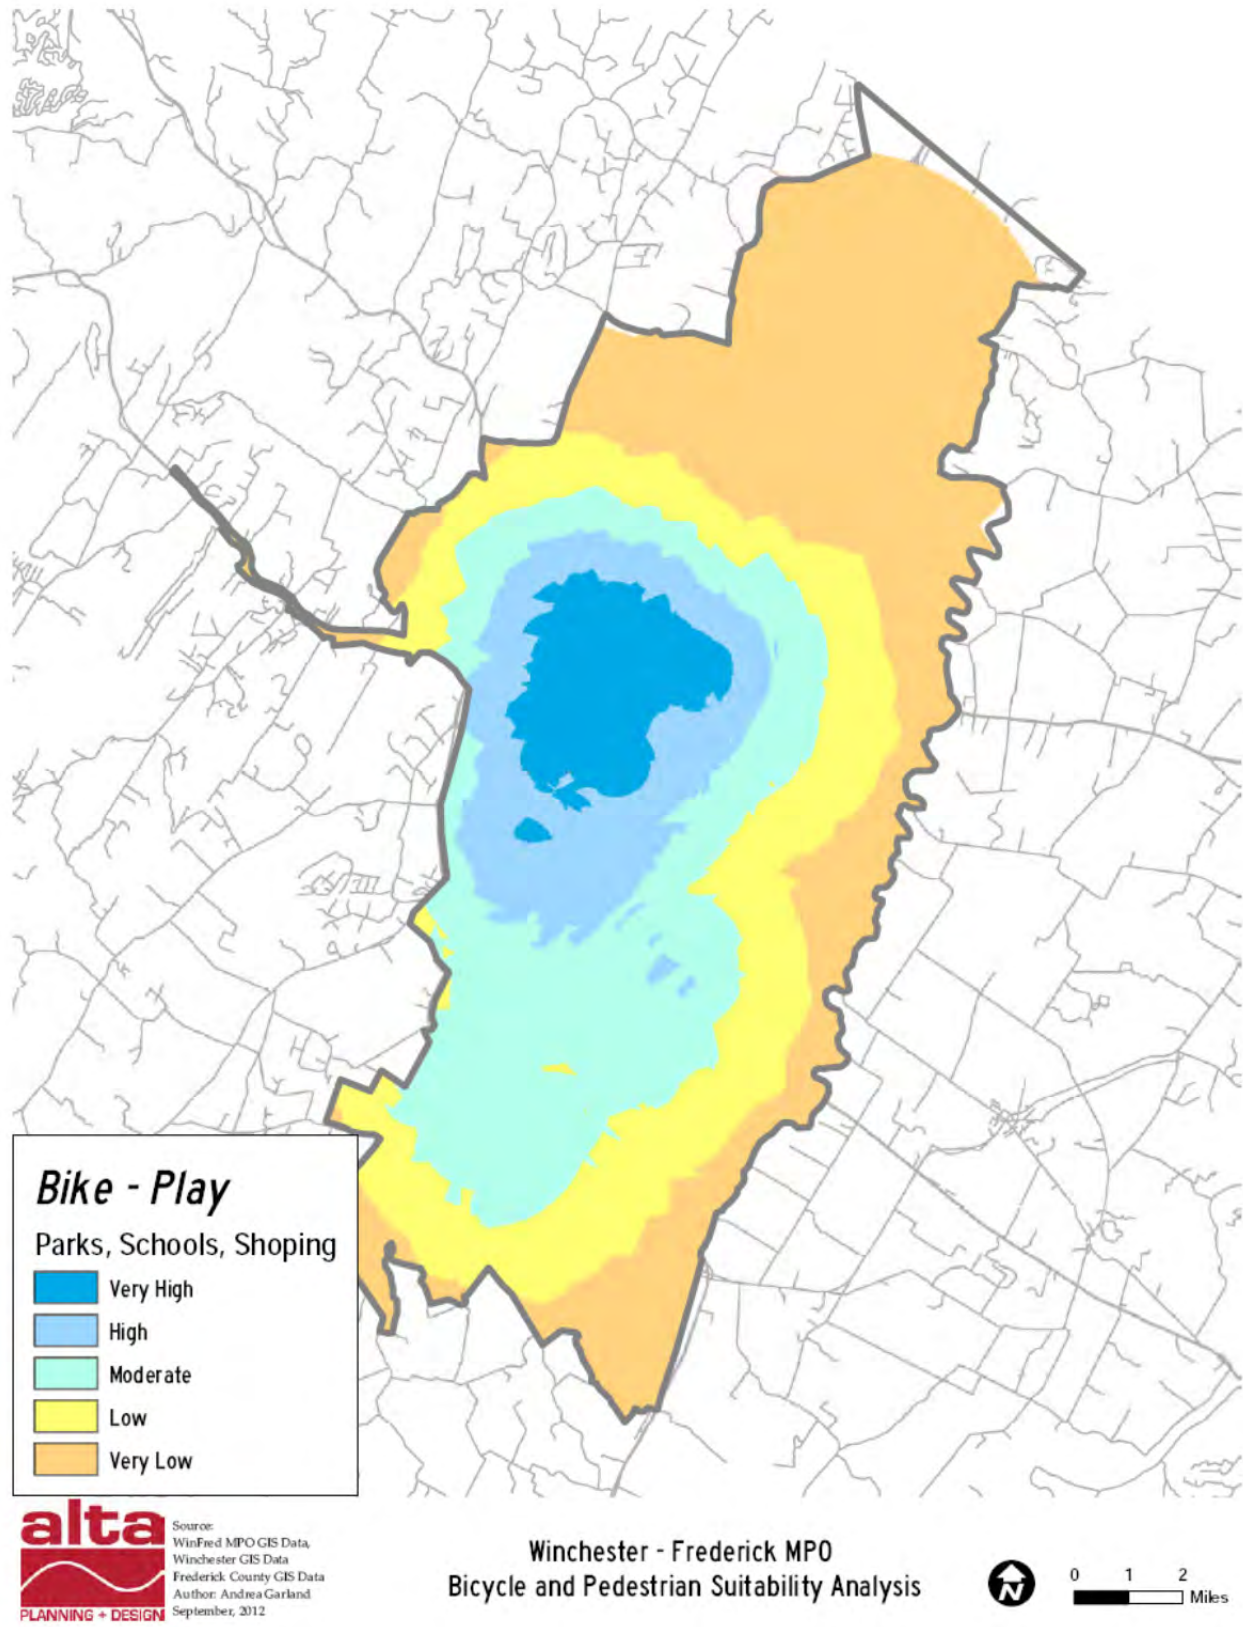 Bike - Play
Parks, Schools, Shoping
Very High
High
Moderate
Low
Very Low
alta
PLANNING + DESIGN
Source:
WinFred MPO GIS Data,
Winchester GIS Data
Frederick County GIS Data
Author: Andrea Garland
September, 2012
Winchester - Frederick MPO
Bicycle and Pedestrian Suitability Analysis
N
0 1 2
Miles